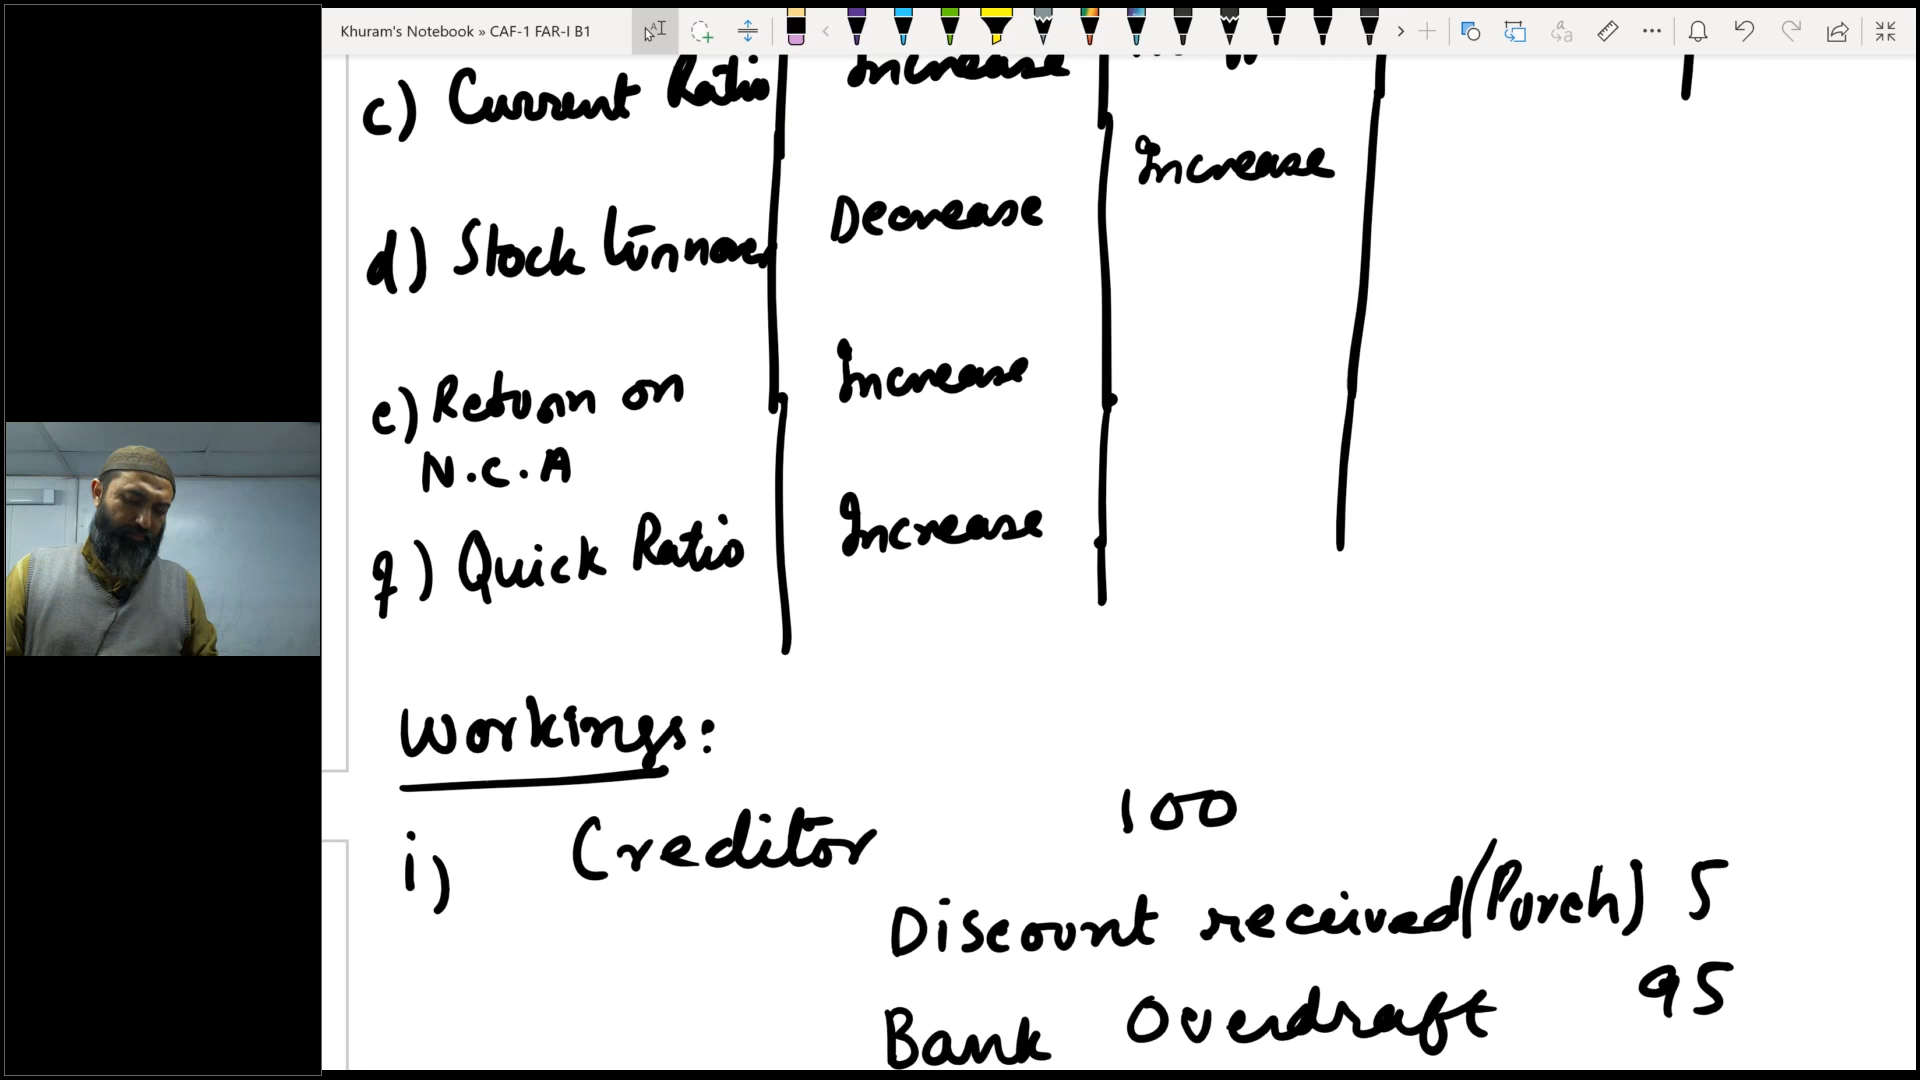 Khuram's Notebook » CAF-1 FAR-I B1
c) Current Ratio Increase
Increase
d) Stock turnover Decrease
e) Return on Increase
N.C.A
f) Quick Ratio Increase
Workings:
i) Creditor 100
Discount received (Purch) 5
Bank Overdraft 95